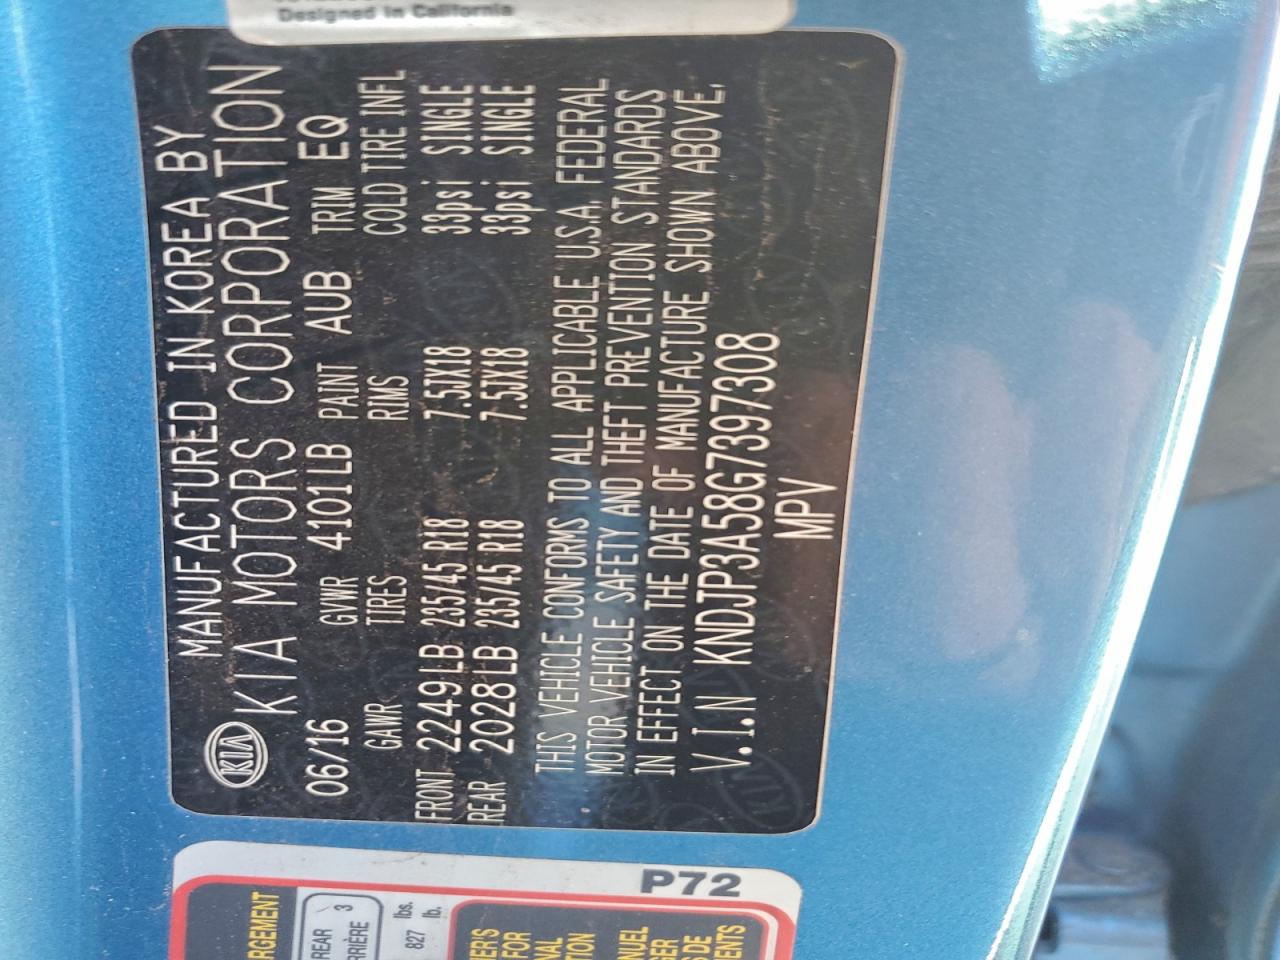 Designed in California
MANUFACTURED IN KOREA BY
KIA KIA MOTORS CORPORATION
06/16 GVWR 4101LB PAINT AUB TRIM EQ
GAWR TIRES RIMS COLD TIRE INFL
FRONT 2249LB 235/45 R18 7.5JX18 33psi SINGLE
REAR 2028LB 235/45 R18 7.5JX18 33psi SINGLE
THIS VEHICLE CONFORMS TO ALL APPLICABLE U.S.A. FEDERAL
MOTOR VEHICLE SAFETY AND THEFT PREVENTION STANDARDS
IN EFFECT ON THE DATE OF MANUFACTURE SHOWN ABOVE.
V.I.N KNDJP3A58G7397308
MPV
P72
REAR
3
827
lbs.
lb.